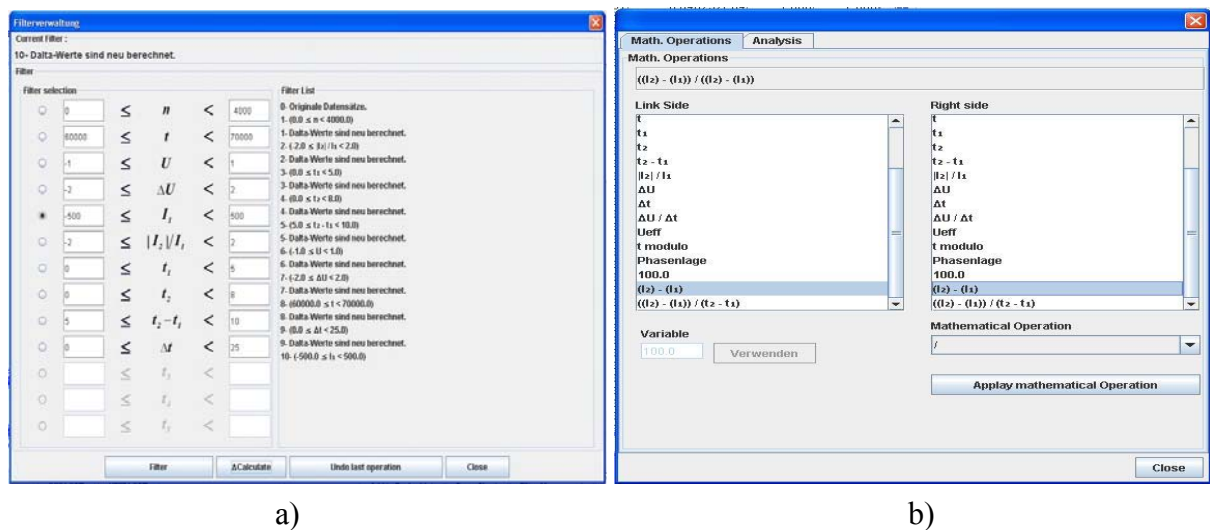 Filterverwaltung
Current Filter :
10- Dalta-Werte sind neu berechnet.
Filter
Filter selection
0 ≤ n < 4000
60000 ≤ t < 70000
-1 ≤ U < 1
-2 ≤ ΔU < 2
-500 ≤ I₁ < 500
-2 ≤ |I₂|/I₁ < 2
0 ≤ t₁ < 5
0 ≤ t₂ < 8
5 ≤ t₂-t₁ < 10
0 ≤ Δt < 25
≤ <
≤ <
≤ <
Filter List
0- Originale Datensätze.
1- (0.0 ≤ n < 4000.0)
1- Dalta-Werte sind neu berechnet.
2- (-2.0 ≤ |I₂| / I₁ < 2.0)
2- Dalta-Werte sind neu berechnet.
3- (0.0 ≤ t₁ < 5.0)
3- Dalta-Werte sind neu berechnet.
4- (0.0 ≤ t₂ < 8.0)
4- Dalta-Werte sind neu berechnet.
5- (5.0 ≤ t₂ - t₁ < 10.0)
5- Dalta-Werte sind neu berechnet.
6- (-1.0 ≤ U < 1.0)
6- Dalta-Werte sind neu berechnet.
7- (-2.0 ≤ ΔU < 2.0)
7- Dalta-Werte sind neu berechnet.
8- (60000.0 ≤ t < 70000.0)
8- Dalta-Werte sind neu berechnet.
9- (0.0 ≤ Δt < 25.0)
9- Dalta-Werte sind neu berechnet.
10- (-500.0 ≤ I₁ < 500.0)
Filter ΔCalculate Undo last operation Close
a)
Math. Operations Analysis
Math. Operations
((I₂) - (I₁)) / ((I₂) - (I₁))
Link Side
t
t₁
t₂
t₂ - t₁
|I₂| / I₁
ΔU
Δt
ΔU / Δt
Ueff
t modulo
Phasenlage
100.0
(I₂) - (I₁)
((I₂) - (I₁)) / (t₂ - t₁)
Variable
100.0 Verwenden
Right side
t
t₁
t₂
t₂ - t₁
|I₂| / I₁
ΔU
Δt
ΔU / Δt
Ueff
t modulo
Phasenlage
100.0
(I₂) - (I₁)
((I₂) - (I₁)) / (t₂ - t₁)
Mathematical Operation
/
Applay mathematical Operation
Close
b)